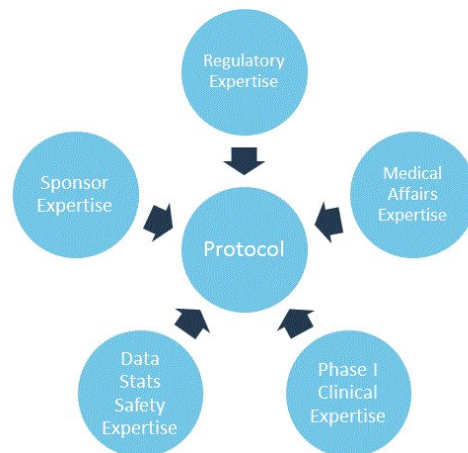 Regulatory
Expertise
Sponsor
Expertise
Medical
Affairs
Expertise
Protocol
Data
Stats
Safety
Expertise
Phase I
Clinical
Expertise